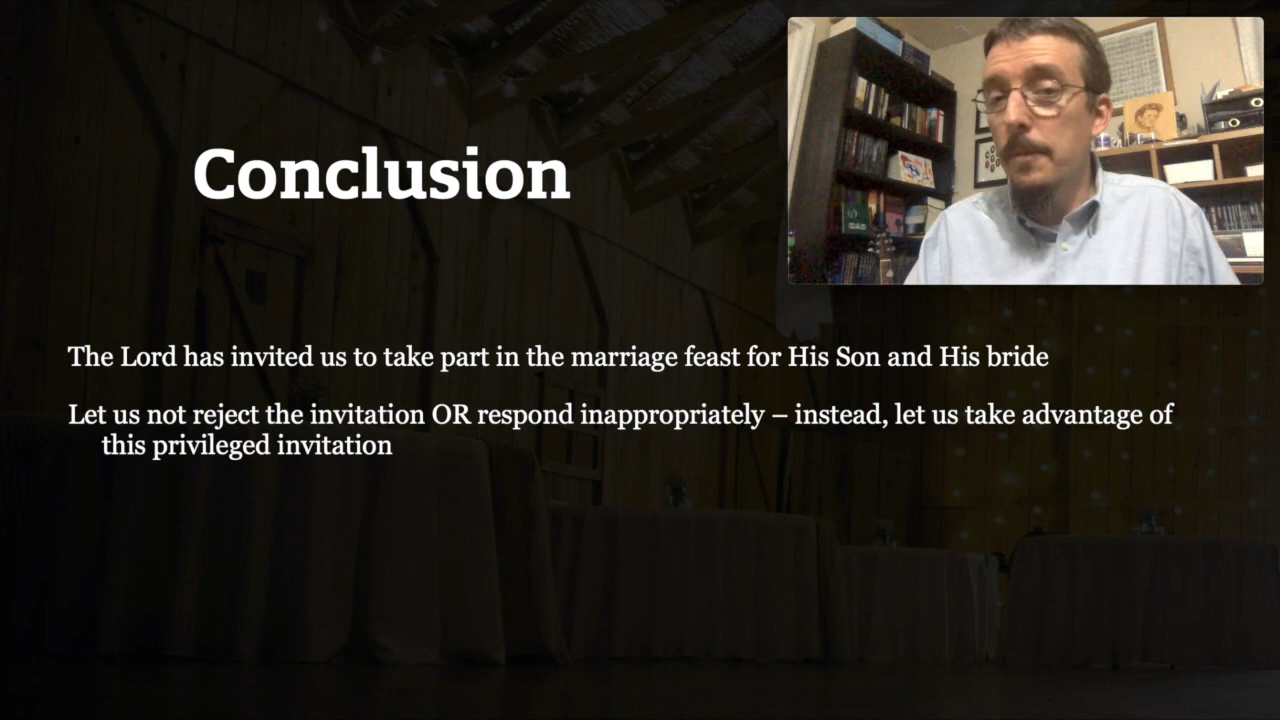 Conclusion
The Lord has invited us to take part in the marriage feast for His Son and His bride
Let us not reject the invitation OR respond inappropriately – instead, let us take advantage of
this privileged invitation